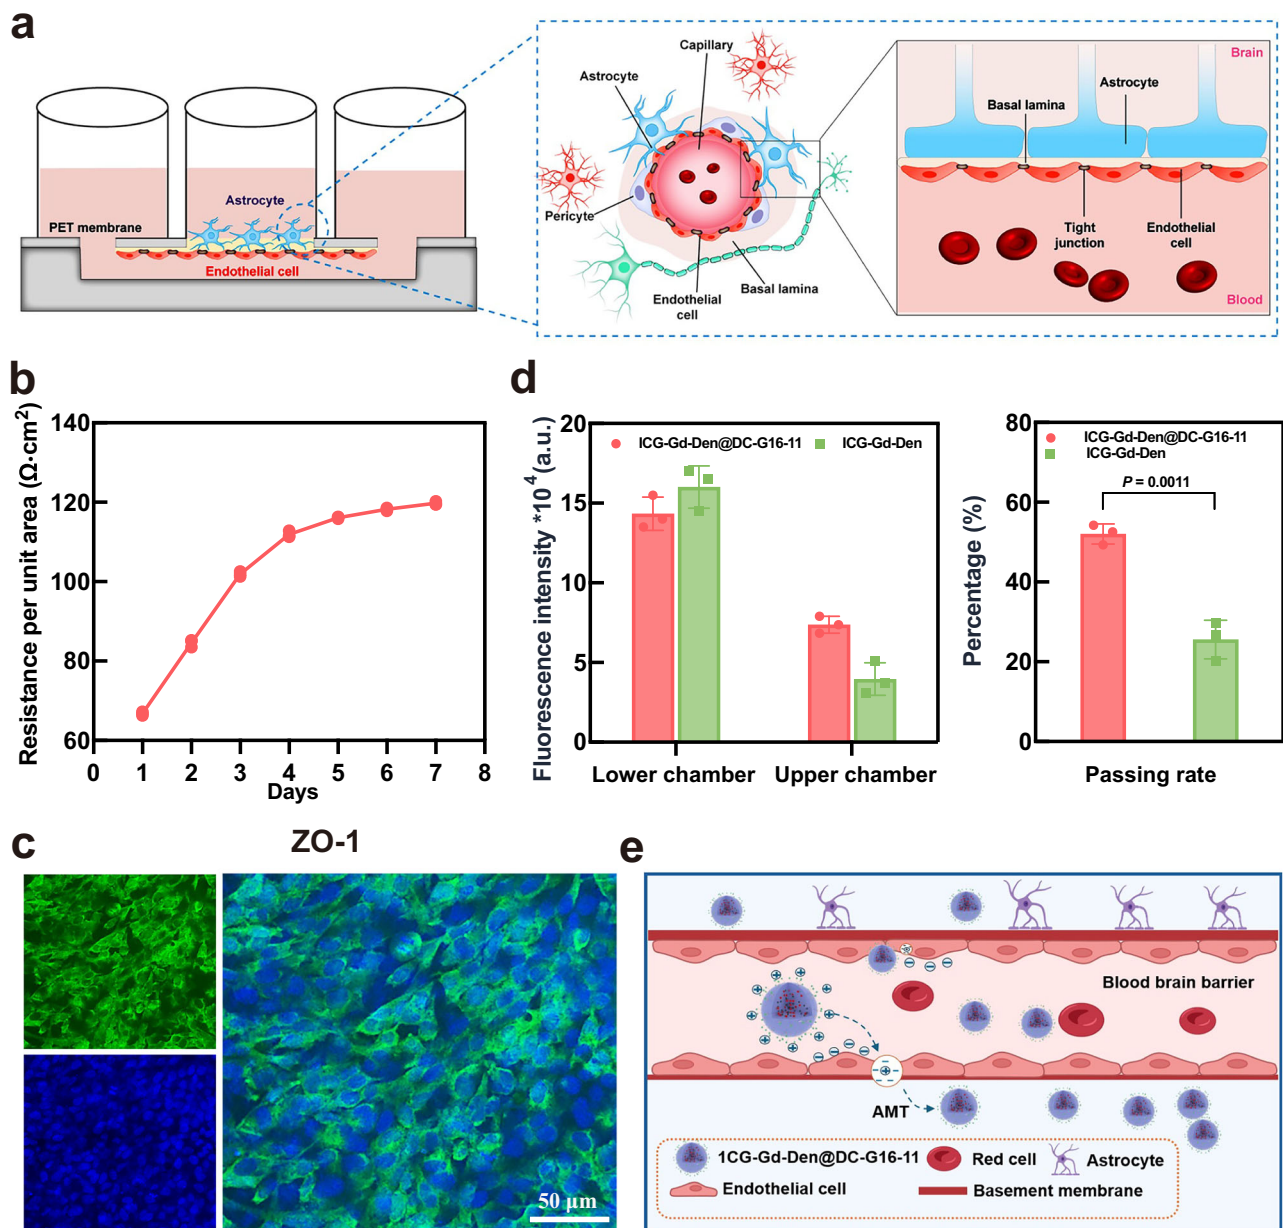 a
PET membrane
Astrocyte
Endothelial cell
Capillary
Astrocyte
Pericyte
Endothelial
cell
Basal lamina
Brain
Astrocyte
Basal lamina
Tight
junction
Endothelial
cell
Blood
b
Resistance per unit area (Ω·cm²)
140
120
100
80
60
0 1 2 3 4 5 6 7 8
Days
d
Fluorescence intensity *10⁴(a.u.)
20
15
10
5
0
ICG-Gd-Den@DC-G16-11 ICG-Gd-Den
Lower chamber Upper chamber
Percentage (%)
80
60
40
20
0
ICG-Gd-Den@DC-G16-11
ICG-Gd-Den
P = 0.0011
Passing rate
c
ZO-1
50 µm
e
Blood brain barrier
AMT
1CG-Gd-Den@DC-G16-11 Red cell Astrocyte
Endothelial cell Basement membrane